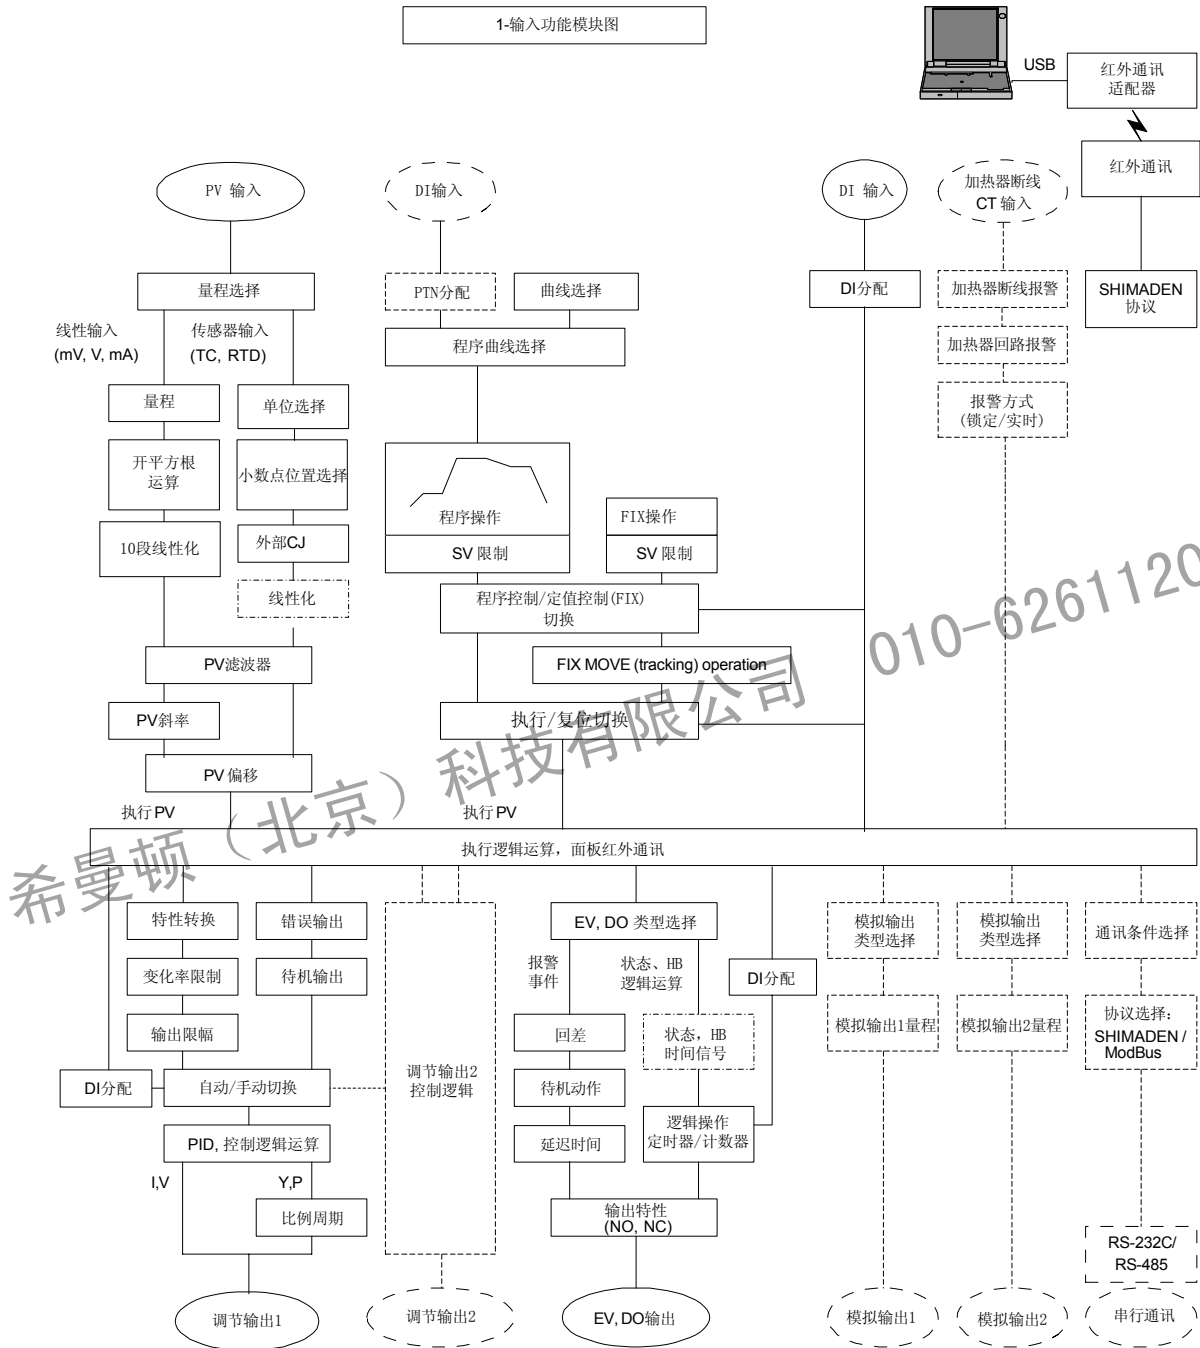 1-输入功能模块图
USB
红外通讯
适配器
红外通讯
SHIMADEN
协议
PV 输入
DI输入
DI 输入
加热器断线
CT 输入
量程选择
PTN分配
曲线选择
DI分配
加热器断线报警
线性输入
(mV, V, mA)
传感器输入
(TC, RTD)
程序曲线选择
加热器回路报警
量程
单位选择
报警方式
(锁定/实时)
开平方根
运算
小数点位置选择
程序操作
SV 限制
FIX操作
SV 限制
10段线性化
外部CJ
线性化
程序控制/定值控制(FIX)
切换
PV滤波器
FIX MOVE (tracking) operation
PV斜率
执行/复位切换
PV 偏移
执行 PV
执行 PV
执行逻辑运算，面板红外通讯
希曼顿（北京）科技有限公司 010-6261120
特性转换
错误输出
EV, DO 类型选择
模拟输出
类型选择
模拟输出
类型选择
通讯条件选择
变化率限制
待机输出
报警
事件
状态、HB
逻辑运算
DI分配
输出限幅
回差
状态，HB
时间信号
模拟输出1量程
模拟输出2量程
协议选择：
SHIMADEN /
ModBus
DI分配
自动/手动切换
调节输出2
控制逻辑
待机动作
逻辑操作
定时器/计数器
PID, 控制逻辑运算
延迟时间
I,V
Y,P
比例周期
输出特性
(NO, NC)
RS-232C/
RS-485
调节输出1
调节输出2
EV, DO输出
模拟输出1
模拟输出2
串行通讯